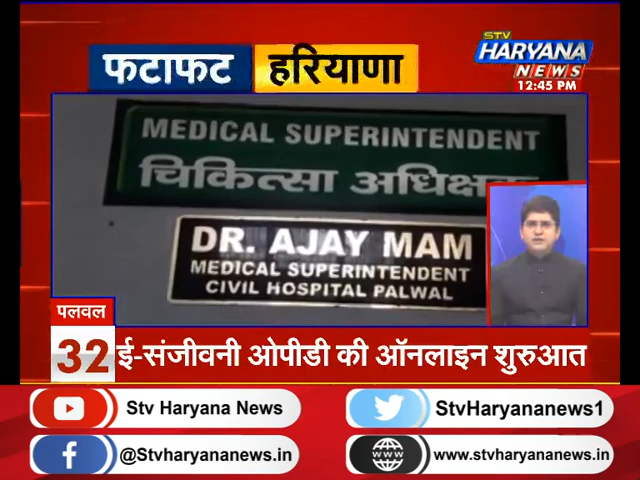 फटाफट हरियाणा
STV
HARYANA
NEWS
12:45 PM
MEDICAL SUPERINTENDENT
चिकित्सा
DR. AJAY MAM
MEDICAL SUPERINTENDENT
CIVIL HOSPITAL PALWAL
पलवल
32 ई-संजीवनी ओपीडी की ऑनलाइन शुरुआत
Stv Haryana News
StvHaryananews1
@Stvharyananews.in
www.stvharyananews.in